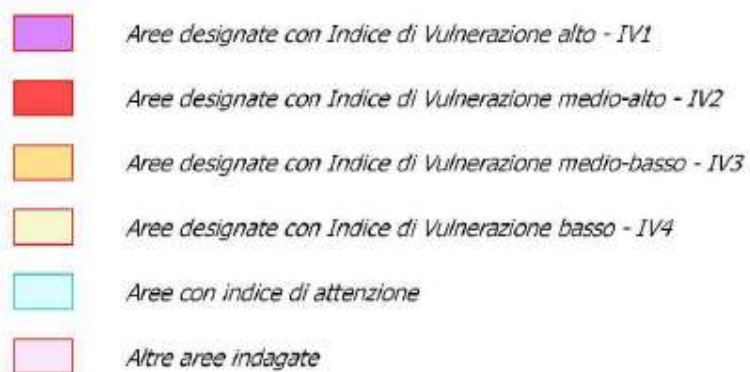 Aree designate con Indice di Vulnerazione alto - IV1
Aree designate con Indice di Vulnerazione medio-alto - IV2
Aree designate con Indice di Vulnerazione medio-basso - IV3
Aree designate con Indice di Vulnerazione basso - IV4
Aree con indice di attenzione
Altre aree indagate